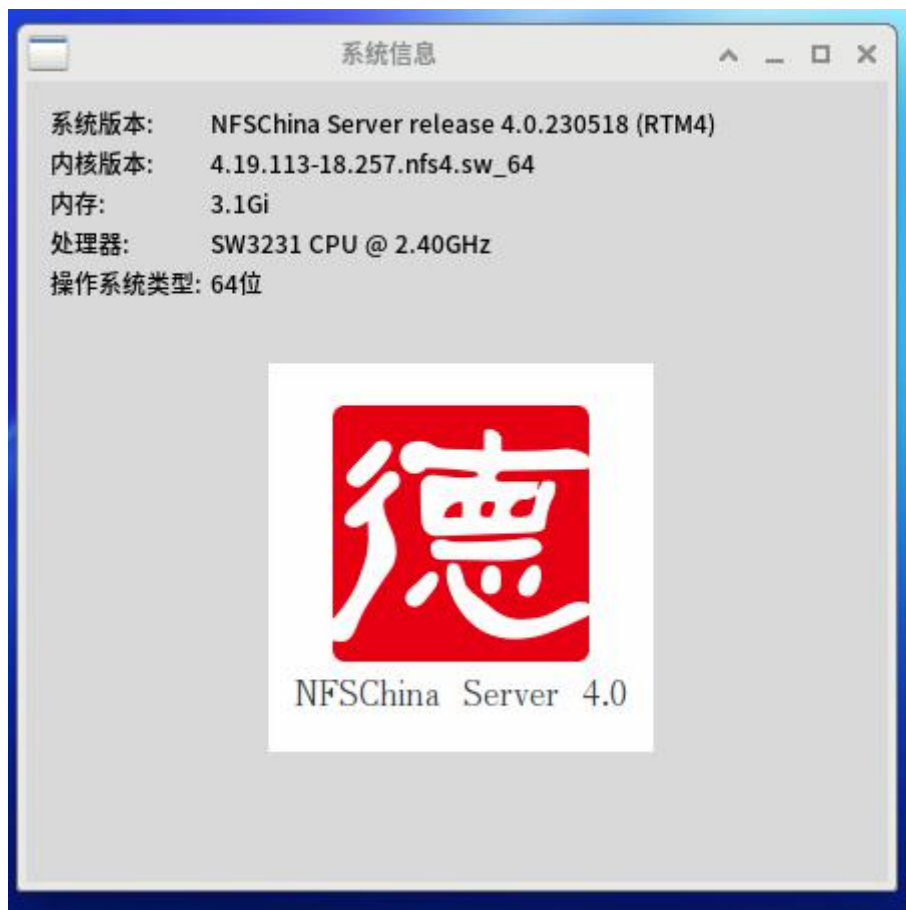 系统信息
系统版本: NFSChina Server release 4.0.230518 (RTM4)
内核版本: 4.19.113-18.257.nfs4.sw_64
内存: 3.1Gi
处理器: SW3231 CPU @ 2.40GHz
操作系统类型: 64位
德
NFSChina Server 4.0